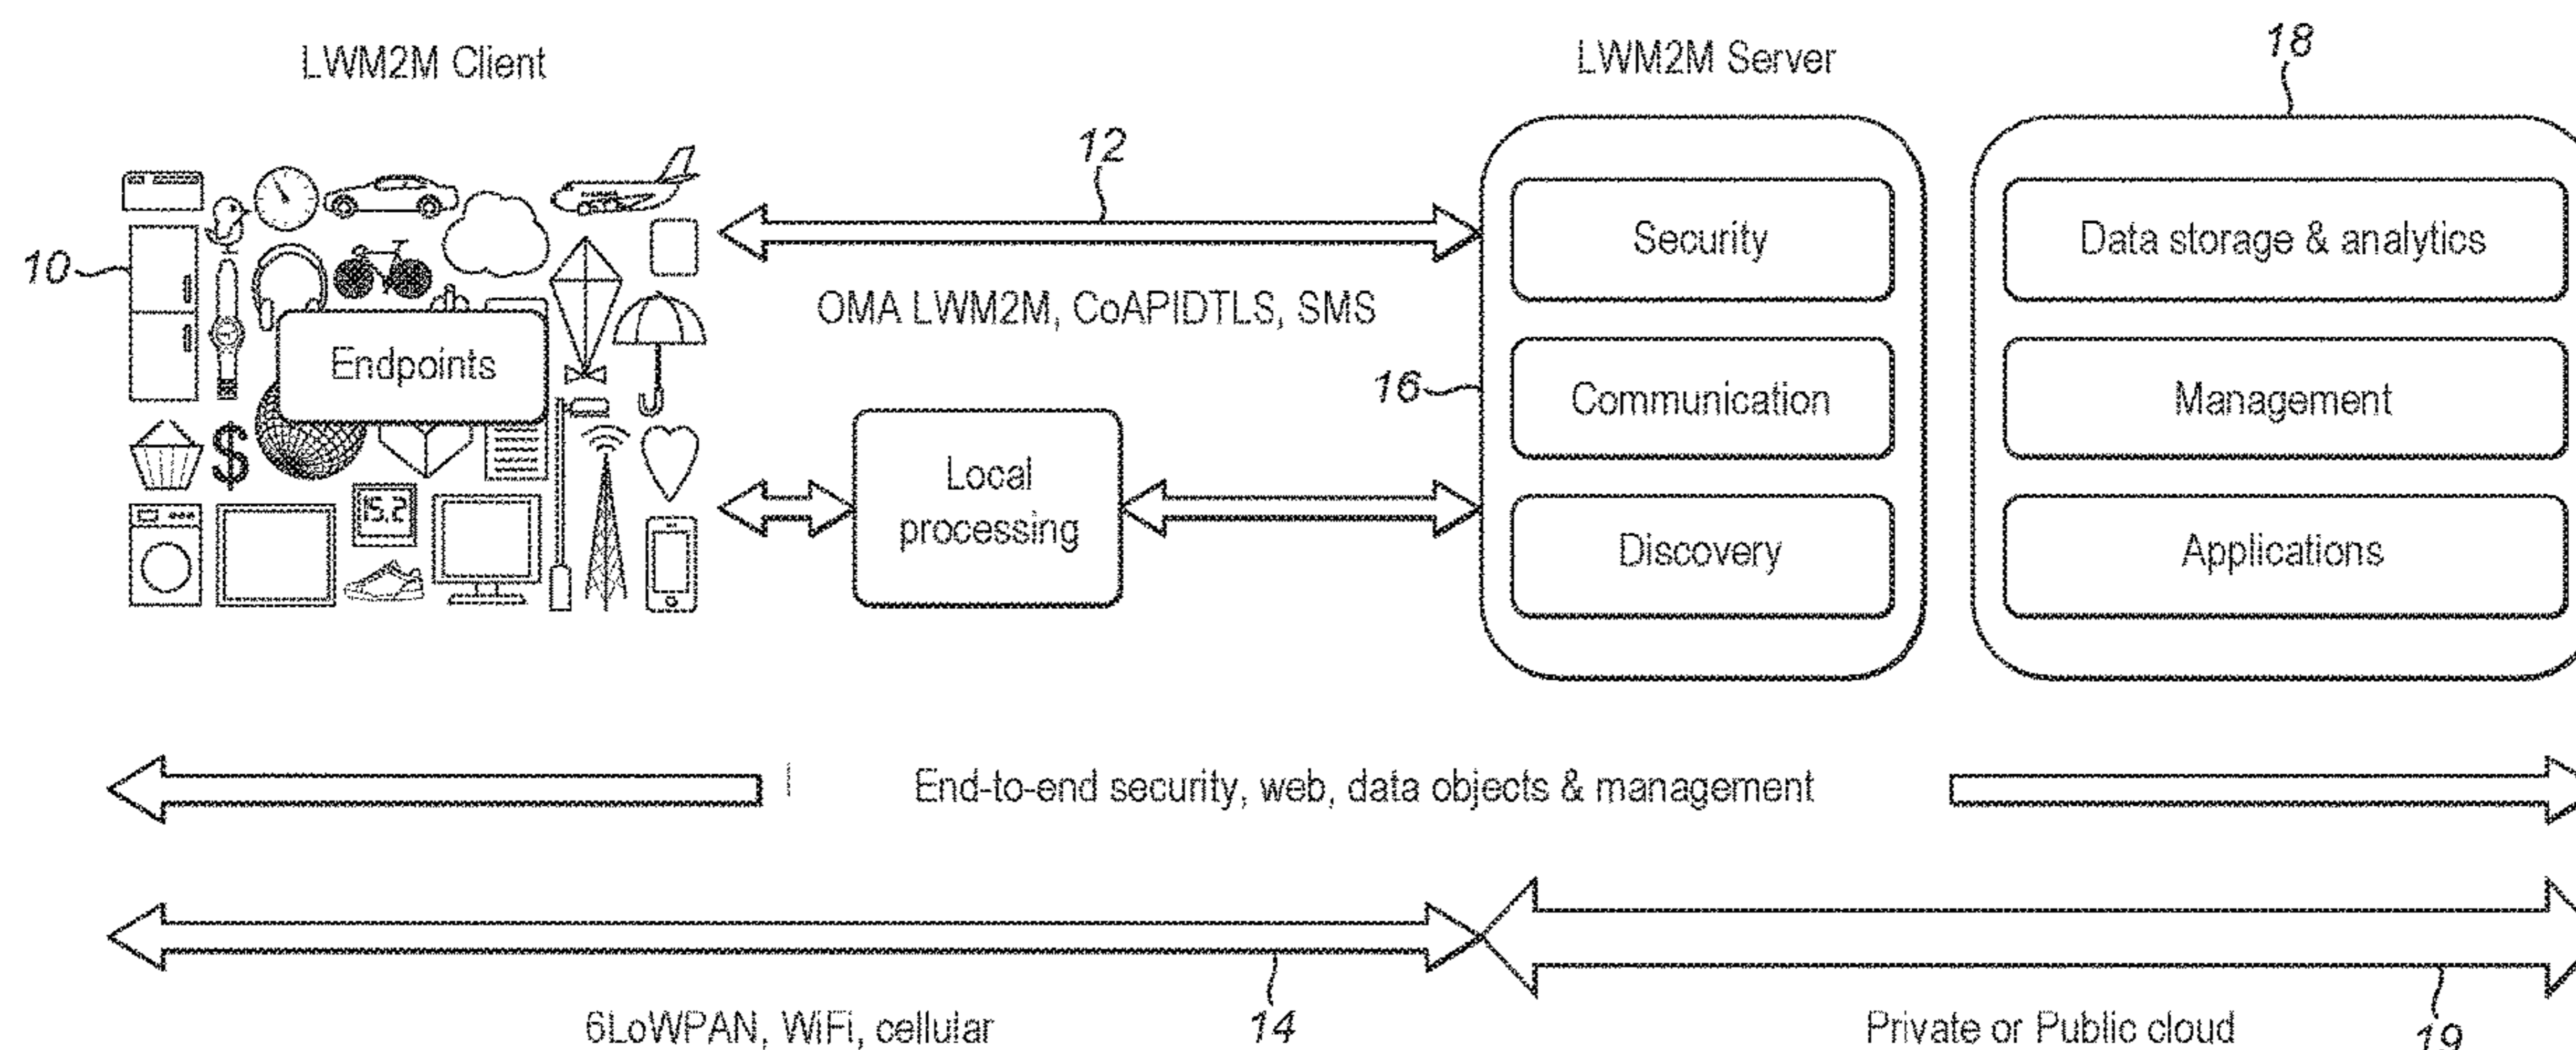 LWM2M Client
LWM2M Server
18
12
10
Security
Data storage & analytics
OMA LWM2M, CoAPIDTLS, SMS
Endpoints
16
Communication
Management
$
Local
processing
15.2
Discovery
Applications
End-to-end security, web, data objects & management
6LoWPAN, WiFi, cellular
14
Private or Public cloud
19